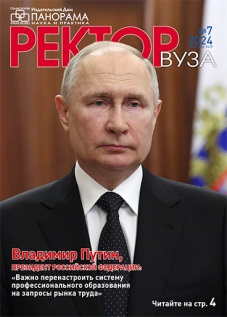 Издательский Дом
ПАНОРАМА
НАУКА И ПРАКТИКА
РЕКТОР
ВУЗА
№7
2024
Владимир Путин,
ПРЕЗИДЕНТ РОССИЙСКОЙ ФЕДЕРАЦИИ:
«Важно перенастроить систему
профессионального образования
на запросы рынка труда»
Читайте на стр. 4